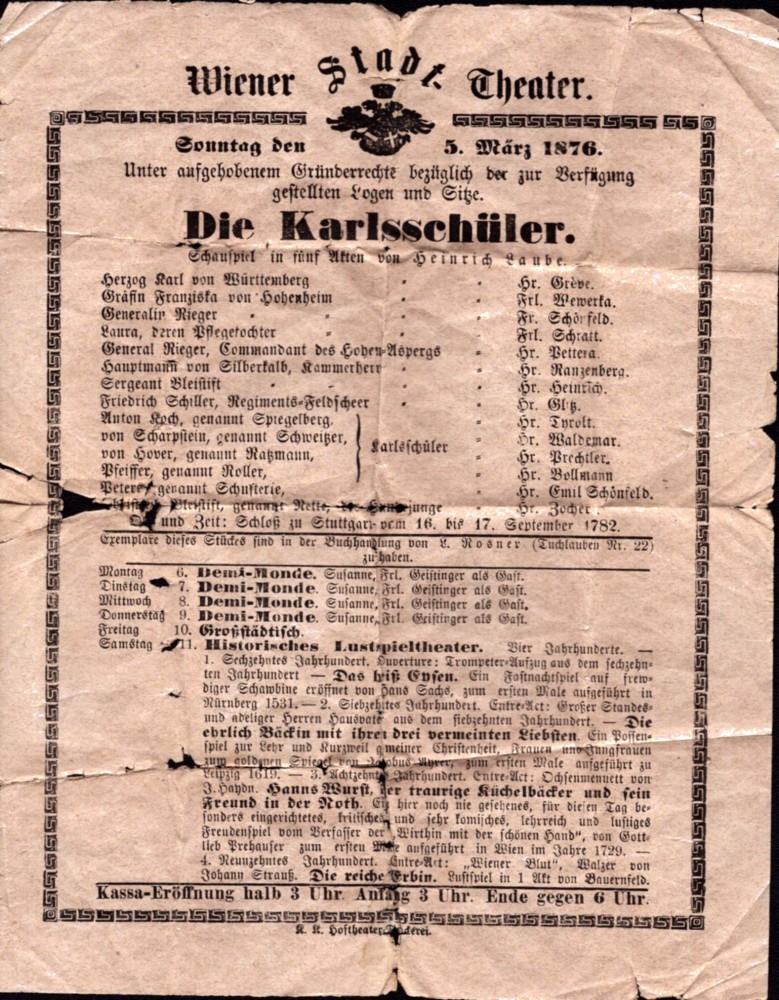 Wiener Stadt-Theater.
Sonntag den 5. März 1876.
Unter aufgehobenem Gründerrechte bezüglich der zur Verfügung
gestellten Logen und Sitze.
Die Karlsschüler.
Schauspiel in fünf Akten von Heinrich Laube.
Herzog Karl von Württemberg " " Hr. Grève.
Gräfin Franziska von Hohenheim " " Frl. Wewerka.
Generalin Rieger " " " " Fr. Schönfeld.
Laura, deren Pflegetochter " " " Frl. Schratt.
General Rieger, Commandant des Hohen-Aspergs " Hr. Pettera.
Hauptmann von Silberkalb, Kammerherr " " Hr. Ranzenberg.
Sergeant Bleistift " " " " Hr. Heinrich.
Friedrich Schiller, Regiments-Feldscheer " " Hr. Glitz.
Anton Koch, genannt Spiegelberg, " Hr. Tyrolt.
von Scharpstein, genannt Schweizer, " Hr. Waldemar.
Karlsschüler
von Hover, genannt Ratzmann, " Hr. Prechtler.
Pfeiffer, genannt Roller, " Hr. Bollmann
Peters, genannt Schufterle, " Hr. Emil Schönfeld.
Bleistift, genannt Nette, " Hr. Zocher.
und Zeit: Schloß zu Stuttgart vom 16. bis 17. September 1782.
Exemplare dieses Stückes sind in der Buchhandlung von L. Rosner (Tuchlauben Nr. 22)
zu haben.
Montag 6. Demi-Monde. Susanne, Frl. Geistinger als Gast.
Dinstag 7. Demi-Monde. Susanne, Frl. Geistinger als Gast.
Mittwoch 8. Demi-Monde. Susanne, Frl. Geistinger als Gast.
Donnerstag 9. Demi-Monde. Susanne, Frl. Geistinger als Gast.
Freitag 10. Großstädtisch.
Samstag 11. Historisches Lustspieltheater. Vier Jahrhunderte. —
1. Sechzehntes Jahrhundert. Ouverture: Trompeter-Aufzug aus dem sechzehn-
ten Jahrhundert — Das heiß Eysen. Ein Fastnachtspiel auf frew-
diger Schawbine eröffnet von Hans Sachs, zum ersten Male aufgeführt in
Nürnberg 1531. — 2. Siebzehntes Jahrhundert. Entre-Act: Großer Standes-
und adeliger Herren Hausvate aus dem siebzehnten Jahrhundert. — Die
ehrlich Bäckin mit ihren drei vermeinten Liebsten. Ein Possen-
spiel zur Lehr und Kurzweil gmeiner Christenheit, Frauen und Jungfrauen
zum goldenen Spiegel von Jacobus Ayrer, zum ersten Male aufgeführt zu
Leipzig 1619. — 3. Achtzehntes Jahrhundert. Entre-Act: Ochsenmenuett von
J. Haydn. Hanns Wurst, der traurige Küchelbäcker und sein
Freund in der Noth. Ein hier noch nie gesehenes, für diesen Tag be-
sonders eingerichtetes, kritisches und sehr komisches, lehrreich und lustiges
Freudenspiel vom Verfasser der „Wirthin mit der schönen Hand“, von Gott-
lieb Prehauser zum ersten Male aufgeführt in Wien im Jahre 1729. —
4. Neunzehntes Jahrhundert. Entre-Act: „Wiener Blut“, Walzer von
Johann Strauß. Die reiche Erbin. Lustspiel in 1 Akt von Bauernfeld.
Kassa-Eröffnung halb 3 Uhr. Anfang 3 Uhr. Ende gegen 6 Uhr.
K. K. Hoftheater-Druckerei.